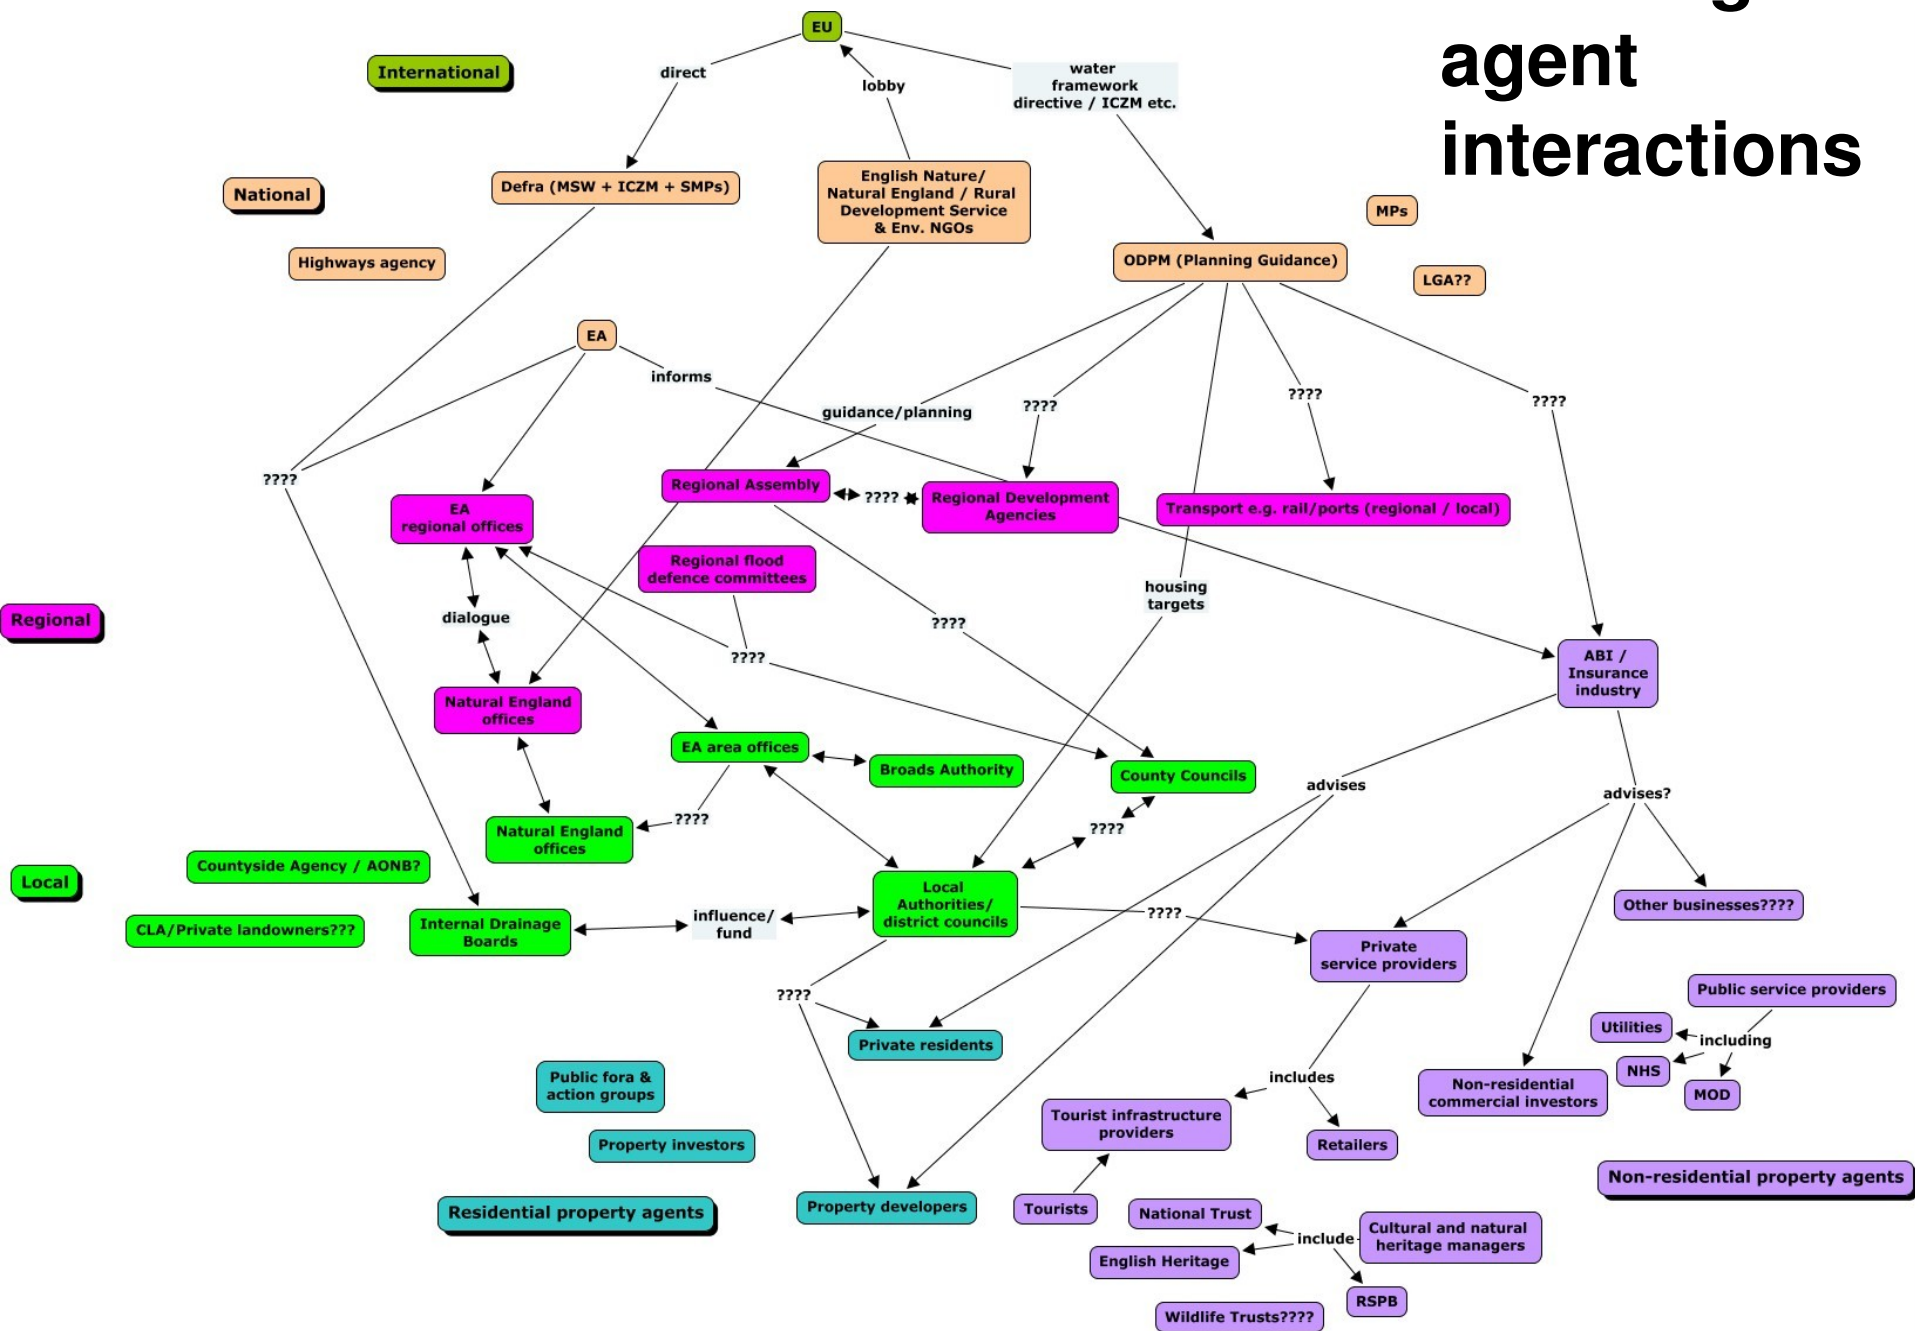 agent
interactions
EU
International
direct
lobby
water
framework
directive / ICZM etc.
National
Defra (MSW + ICZM + SMPs)
English Nature/
Natural England / Rural
Development Service
& Env. NGOs
MPs
Highways agency
ODPM (Planning Guidance)
LGA??
EA
informs
guidance/planning
????
????
????
????
Regional Assembly
????
Regional Development
Agencies
Transport e.g. rail/ports (regional / local)
EA
regional offices
Regional flood
defence committees
housing
targets
Regional
dialogue
????
????
ABI /
Insurance
industry
Natural England
offices
EA area offices
Broads Authority
County Councils
advises
advises?
????
????
Natural England
offices
Countyside Agency / AONB?
Local
CLA/Private landowners???
Internal Drainage
Boards
influence/
fund
Local
Authorities/
district councils
????
Other businesses????
Private
service providers
????
Public service providers
Private residents
Utilities
including
NHS
MOD
Public fora &
action groups
includes
Non-residential
commercial investors
Tourist infrastructure
providers
Retailers
Property investors
Non-residential property agents
Residential property agents
Property developers
Tourists
National Trust
include
Cultural and natural
heritage managers
English Heritage
RSPB
Wildlife Trusts????